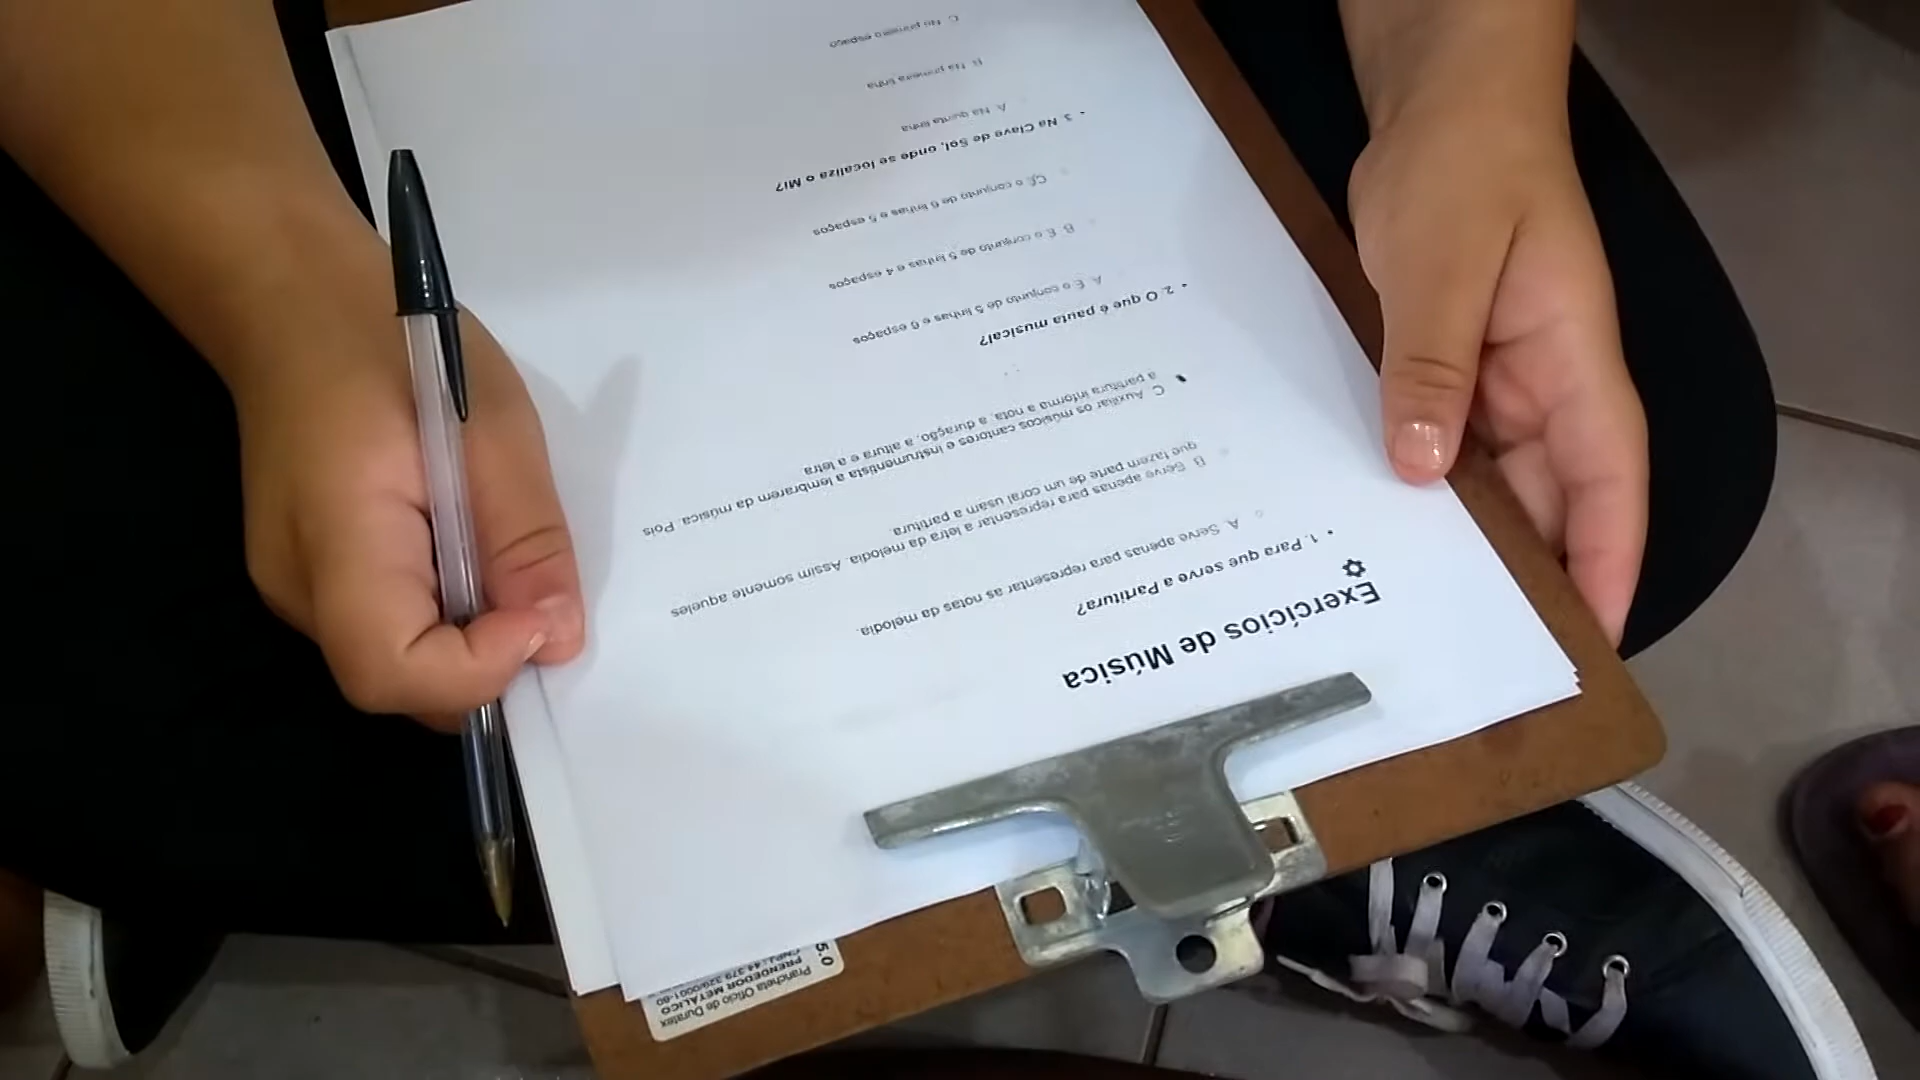 Exercícios de Música
• 1. Para que serve a Partitura?
A. Serve apenas para representar as notas da melodia.
B. Serve apenas para representar a letra da melodia. Assim somente aqueles
que fazem parte de um coral usam a partitura.
C. Auxiliar os músicos cantores e instrumentista a lembrarem da música. Pois
a partitura informa a nota, a duração, a altura e a letra
• 2. O que é pauta musical?
A. É o conjunto de 5 linhas e 6 espaços
B. É o conjunto de 5 linhas e 4 espaços
C.É o conjunto de 6 linhas e 5 espaços
• 3. Na Clave de Sol, onde se localiza o Mi?
A. Na quinta linha
B. Na primeira linha
C. No primeiro espaço
Prancheta Ofício de Duratex
PRENDEDOR METÁLICO
5.0